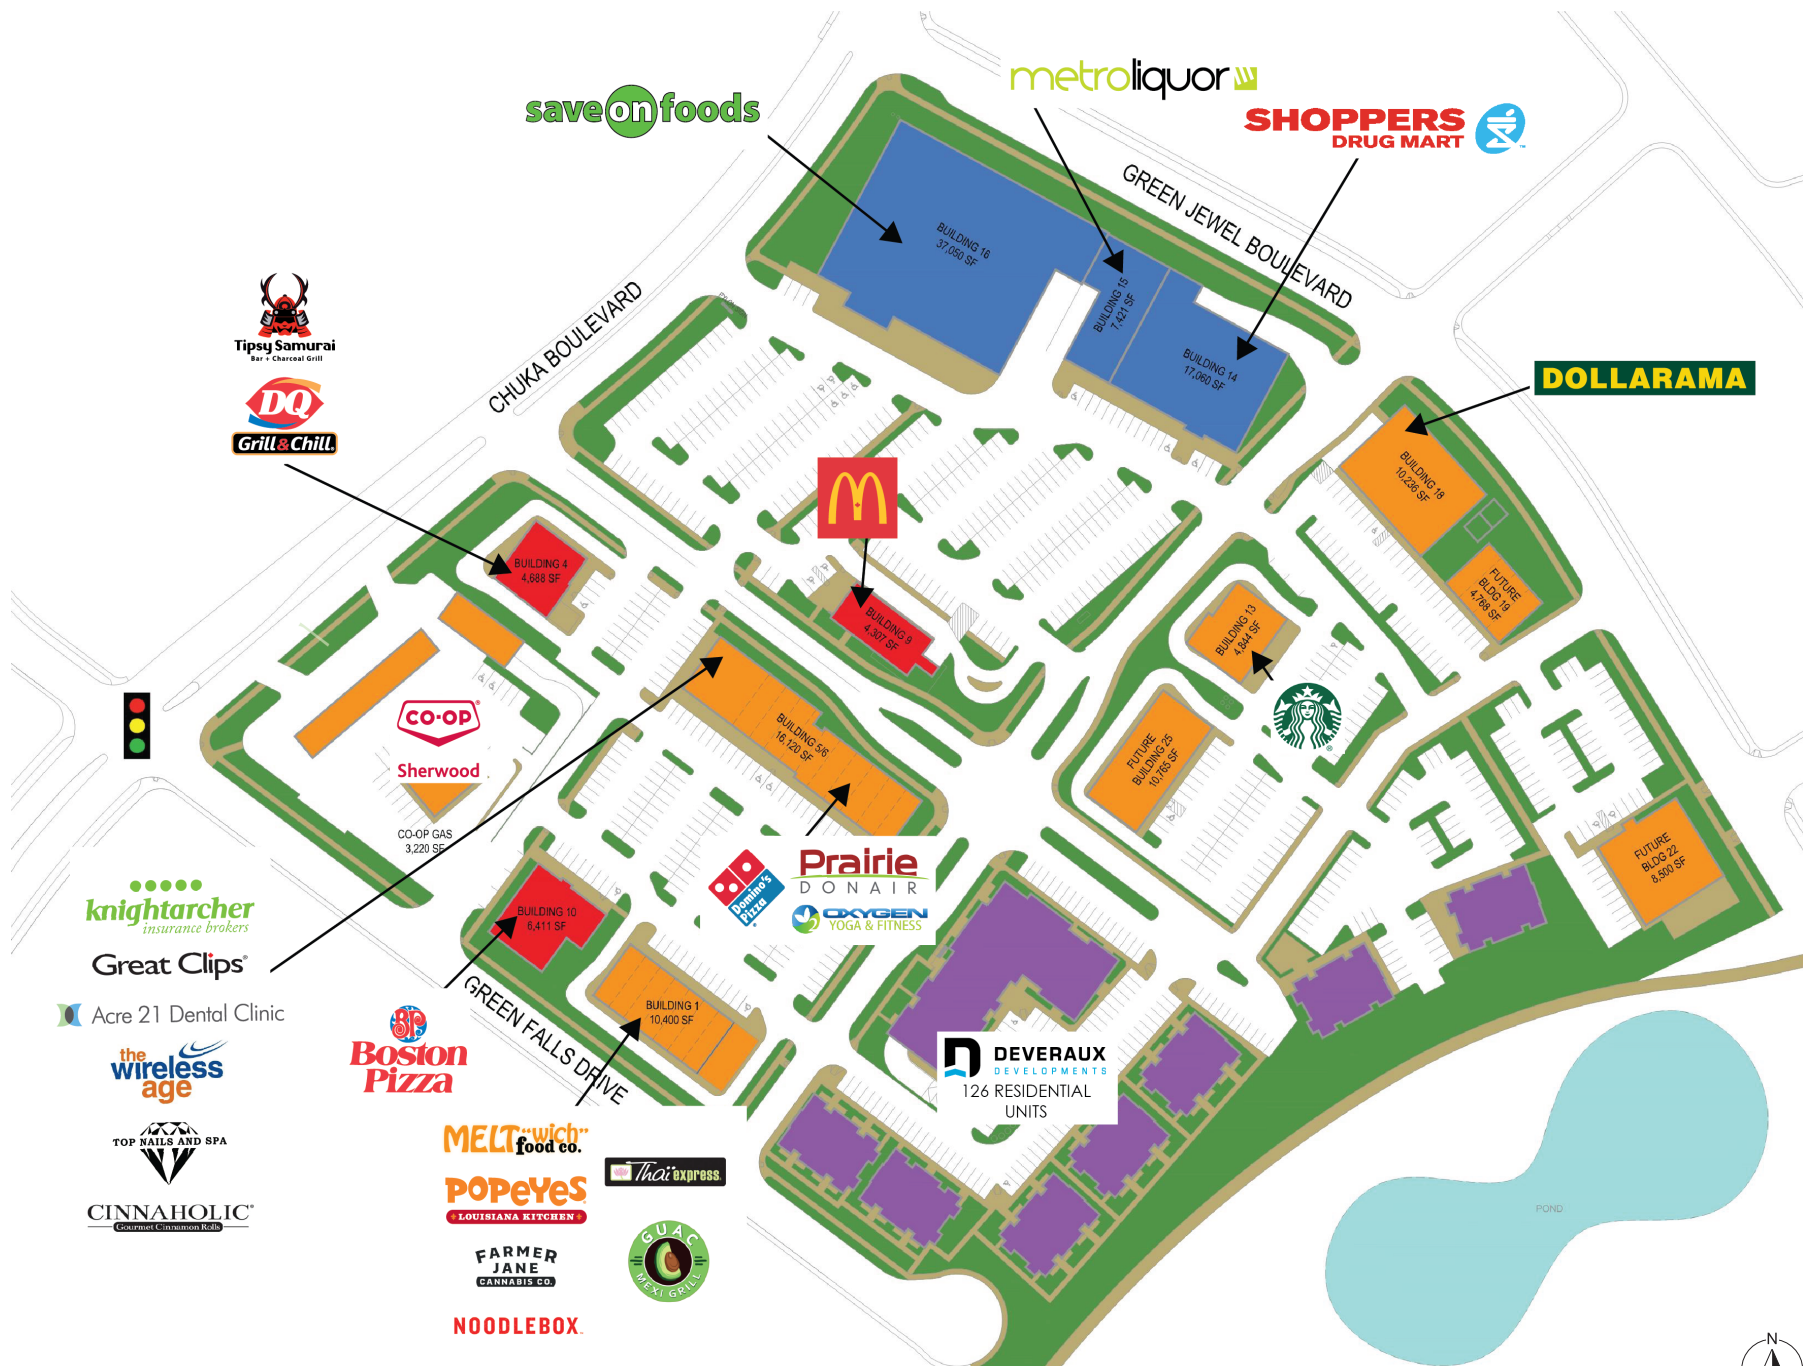 metroliquor
saveonfoods
SHOPPERS
DRUG MART
GREEN JEWEL BOULEVARD
BUILDING 16
37,050 SF
BUILDING 15
7,421 SF
BUILDING 14
17,060 SF
CHUKA BOULEVARD
Tipsy Samurai
Bar + Charcoal Grill
DQ
Grill&Chill
DOLLARAMA
BUILDING 18
10,236 SF
FUTURE
BLDG 19
4,768 SF
BUILDING 4
4,688 SF
BUILDING 9
4,307 SF
BUILDING 13
4,844 SF
CO·OP
Sherwood
CO-OP GAS
3,220 SF
BUILDING 5/6
16,120 SF
FUTURE
BUILDING 25
10,765 SF
FUTURE
BLDG 22
8,500 SF
Domino's
Pizza
Prairie
DONAIR
OXYGEN
YOGA & FITNESS
knightarcher
insurance brokers
Great Clips
Acre 21 Dental Clinic
the
wireless
age
TOP NAILS AND SPA
CINNAHOLIC
Gourmet Cinnamon Rolls
BUILDING 10
6,411 SF
BUILDING 1
10,400 SF
GREEN FALLS DRIVE
BP
Boston
Pizza
DEVERAUX
DEVELOPMENTS
126 RESIDENTIAL
UNITS
MELT "wich"
food co.
POPEYES
LOUISIANA KITCHEN
Thaï express
FARMER
JANE
CANNABIS CO.
GUAC
MEXI GRILL
NOODLEBOX
POND
N